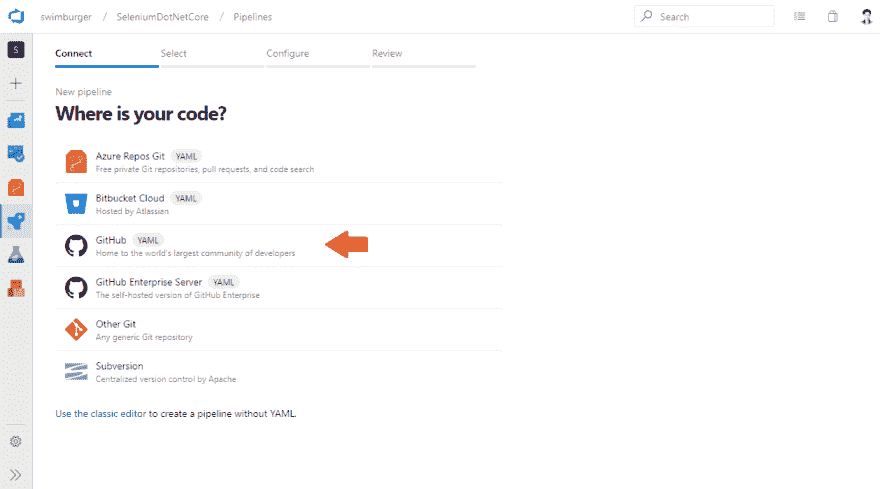 swimburger / SeleniumDotNetCore / Pipelines
Search
S
Connect Select Configure Review
New pipeline
Where is your code?
Azure Repos Git YAML
Free private Git repositories, pull requests, and code search
Bitbucket Cloud YAML
Hosted by Atlassian
GitHub YAML
Home to the world's largest community of developers
GitHub Enterprise Server YAML
The self-hosted version of GitHub Enterprise
Other Git
Any generic Git repository
Subversion
Centralized version control by Apache
Use the classic editor to create a pipeline without YAML.